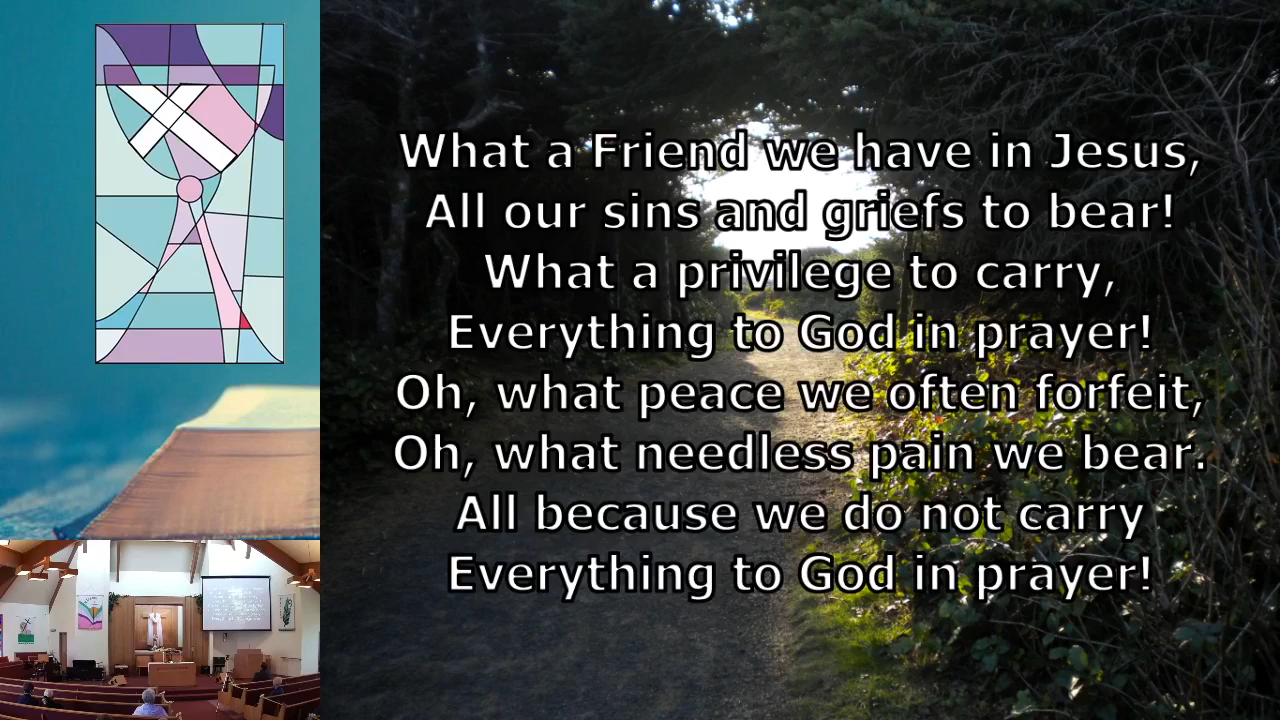 What a Friend we have in Jesus,
All our sins and griefs to bear!
What a privilege to carry,
Everything to God in prayer!
Oh, what peace we often forfeit,
Oh, what needless pain we bear.
All because we do not carry
Everything to God in prayer!